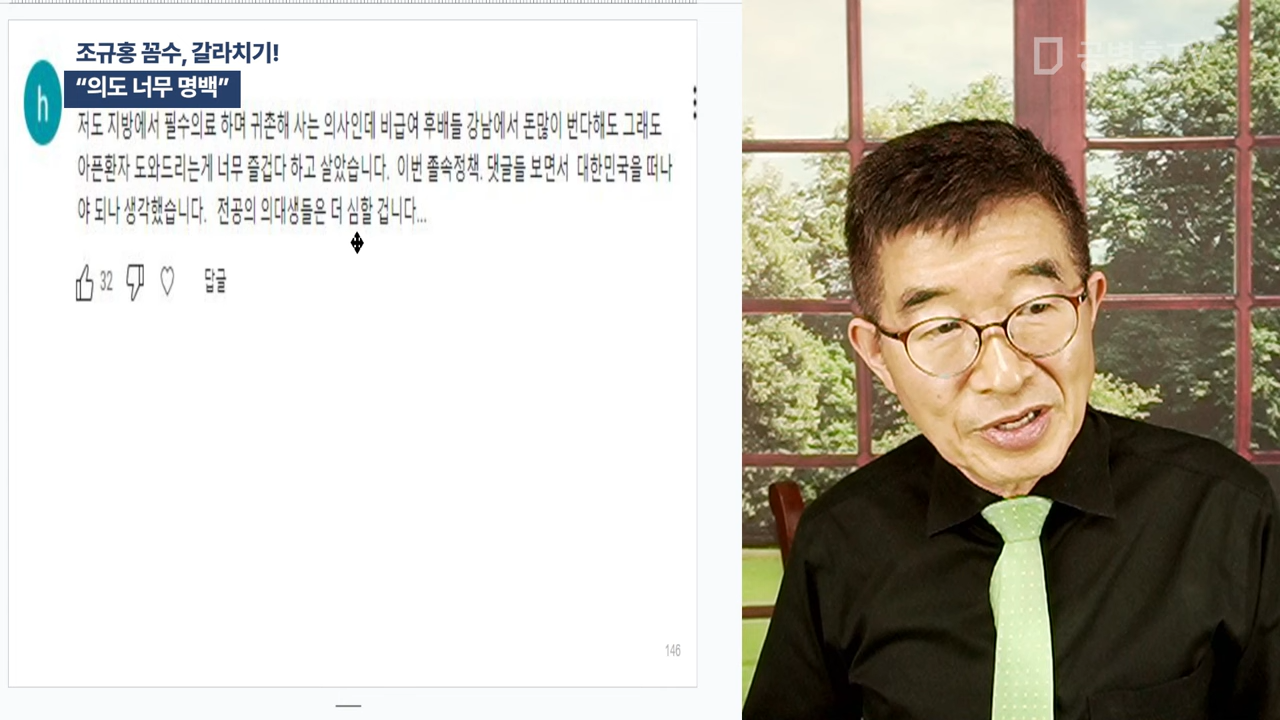 조규홍 꼼수, 갈라치기!
“의도 너무 명백”
h
저도 지방에서 필수의료 하며 귀촌해 사는 의사인데 비급여 후배들 강남에서 돈많이 번다해도 그래도
아픈환자 도와드리는게 너무 즐겁다 하고 살았습니다. 이번 졸속정책. 댓글들 보면서 대한민국을 떠나
야 되나 생각했습니다. 전공의 의대생들은 더 심할 겁니다...
32 답글
146